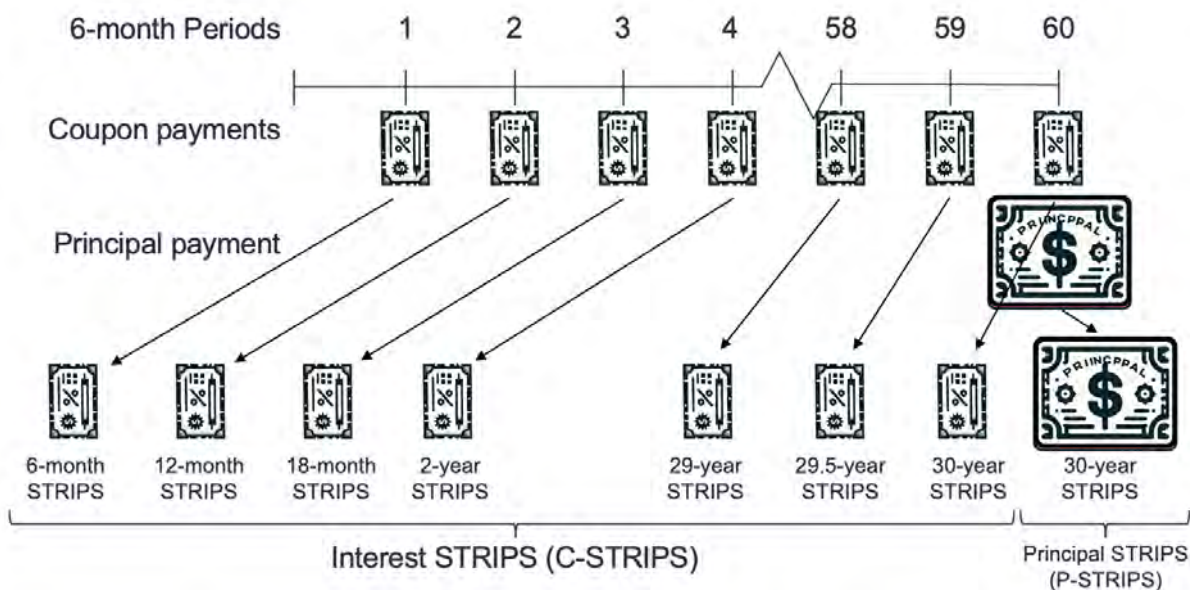 6-month Periods 1 2 3 4 58 59 60
Coupon payments
Principal payment
PRINCPPAL
$
PRIINCPPAL
$
6-month STRIPS
12-month STRIPS
18-month STRIPS
2-year STRIPS
29-year STRIPS
29.5-year STRIPS
30-year STRIPS
30-year STRIPS
Interest STRIPS (C-STRIPS)
Principal STRIPS
(P-STRIPS)